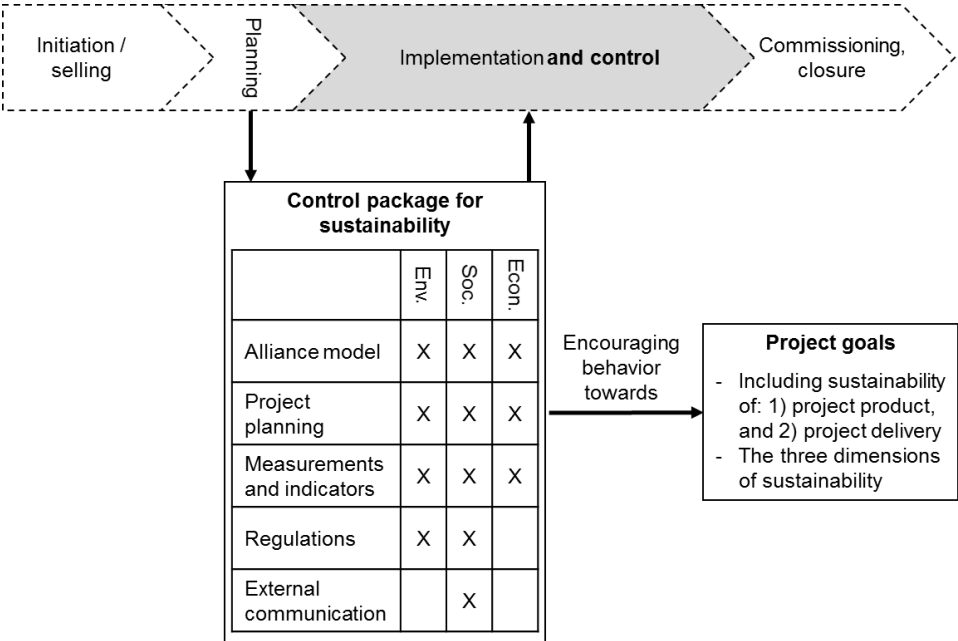 Initiation /
selling
Planning
Implementation and control
Commissioning,
closure
Control package for
sustainability
Env.
Soc.
Econ.
Alliance model
X X X
Project
planning
X X X
Measurements
and indicators
X X X
Regulations
X X
External
communication
X
Encouraging
behavior
towards
Project goals
- Including sustainability
of: 1) project product,
and 2) project delivery
- The three dimensions
of sustainability